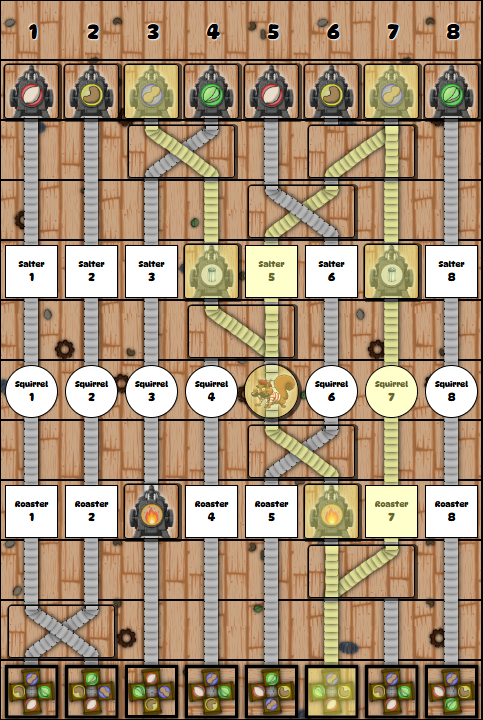 1 2 3 4 5 6 7 8
Salter 1
Salter 2
Salter 3
Salter 5
Salter 6
Salter 8
Squirrel 1
Squirrel 2
Squirrel 3
Squirrel 4
Squirrel 6
Squirrel 7
Squirrel 8
Roaster 1
Roaster 2
Roaster 4
Roaster 5
Roaster 7
Roaster 8